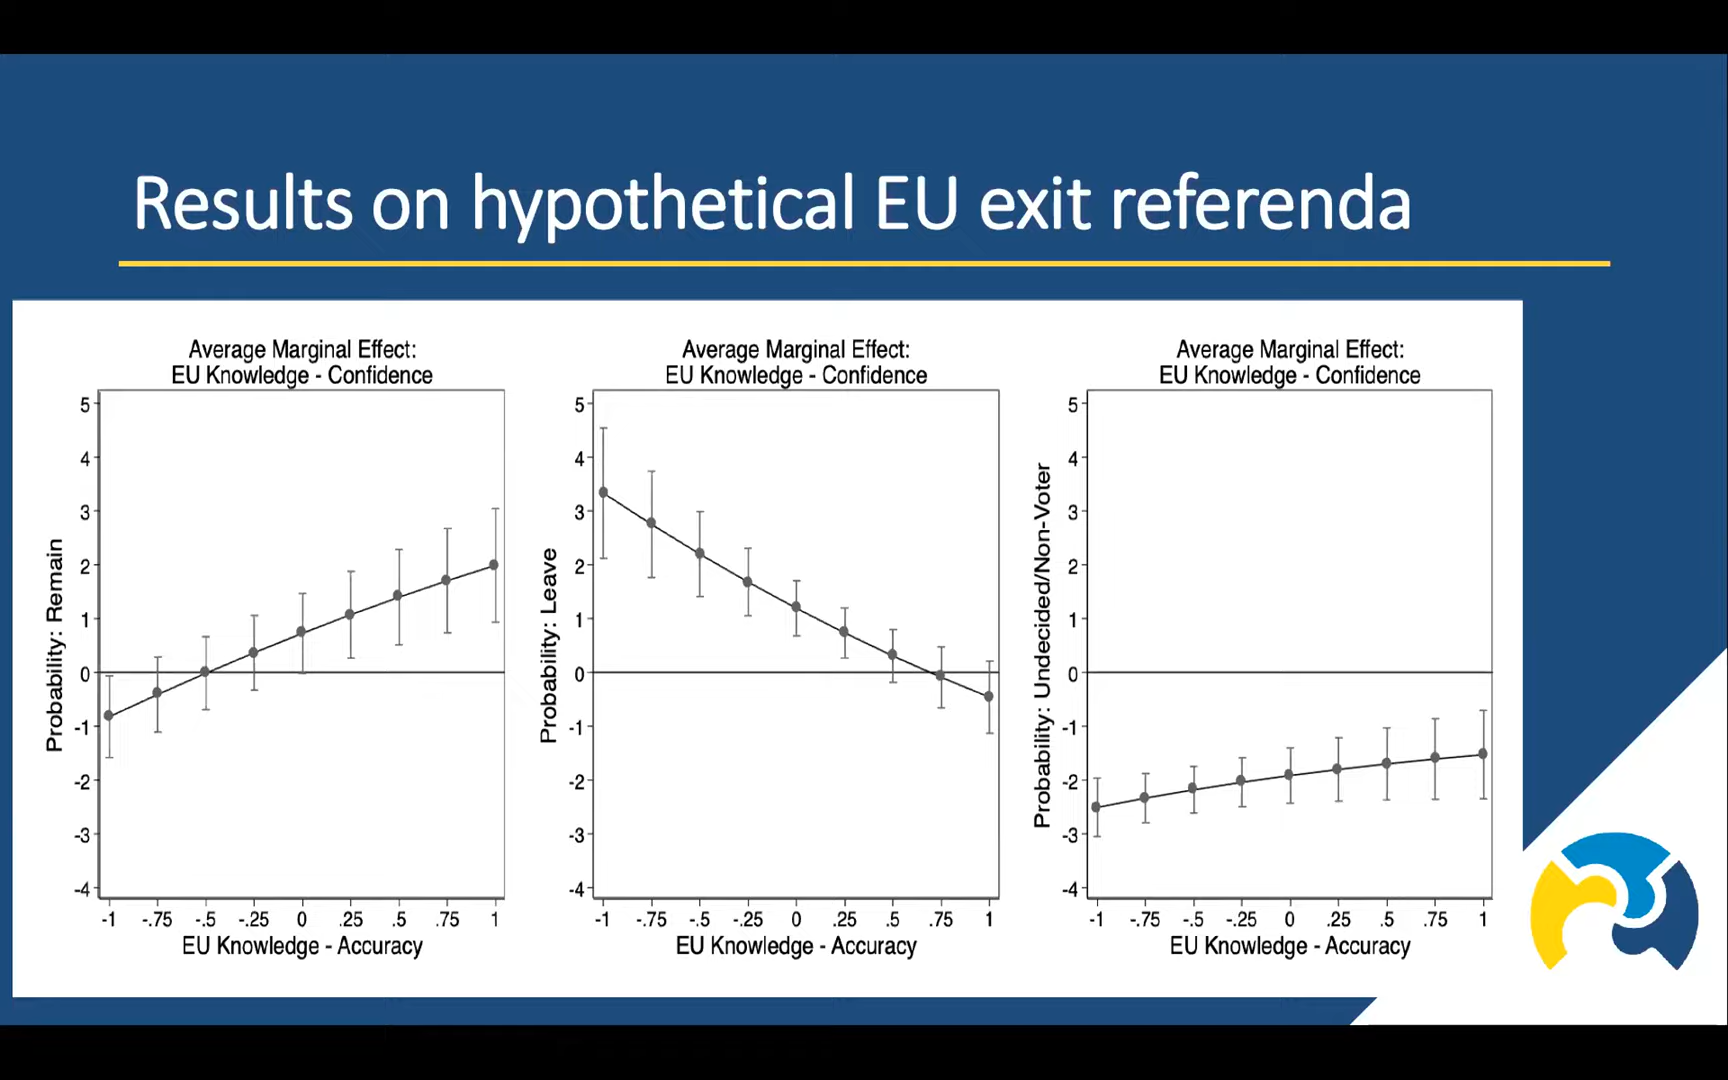 Results on hypothetical EU exit referenda
Average Marginal Effect:
EU Knowledge - Confidence
Probability: Remain
5
4
3
2
1
0
-1
-2
-3
-4
-1 -.75 -.5 -.25 0 .25 .5 .75 1
EU Knowledge - Accuracy
Average Marginal Effect:
EU Knowledge - Confidence
Probability: Leave
5
4
3
2
1
0
-1
-2
-3
-4
-1 -.75 -.5 -.25 0 .25 .5 .75 1
EU Knowledge - Accuracy
Average Marginal Effect:
EU Knowledge - Confidence
Probability: Undecided/Non-Voter
5
4
3
2
1
0
-1
-2
-3
-4
-1 -.75 -.5 -.25 0 .25 .5 .75 1
EU Knowledge - Accuracy